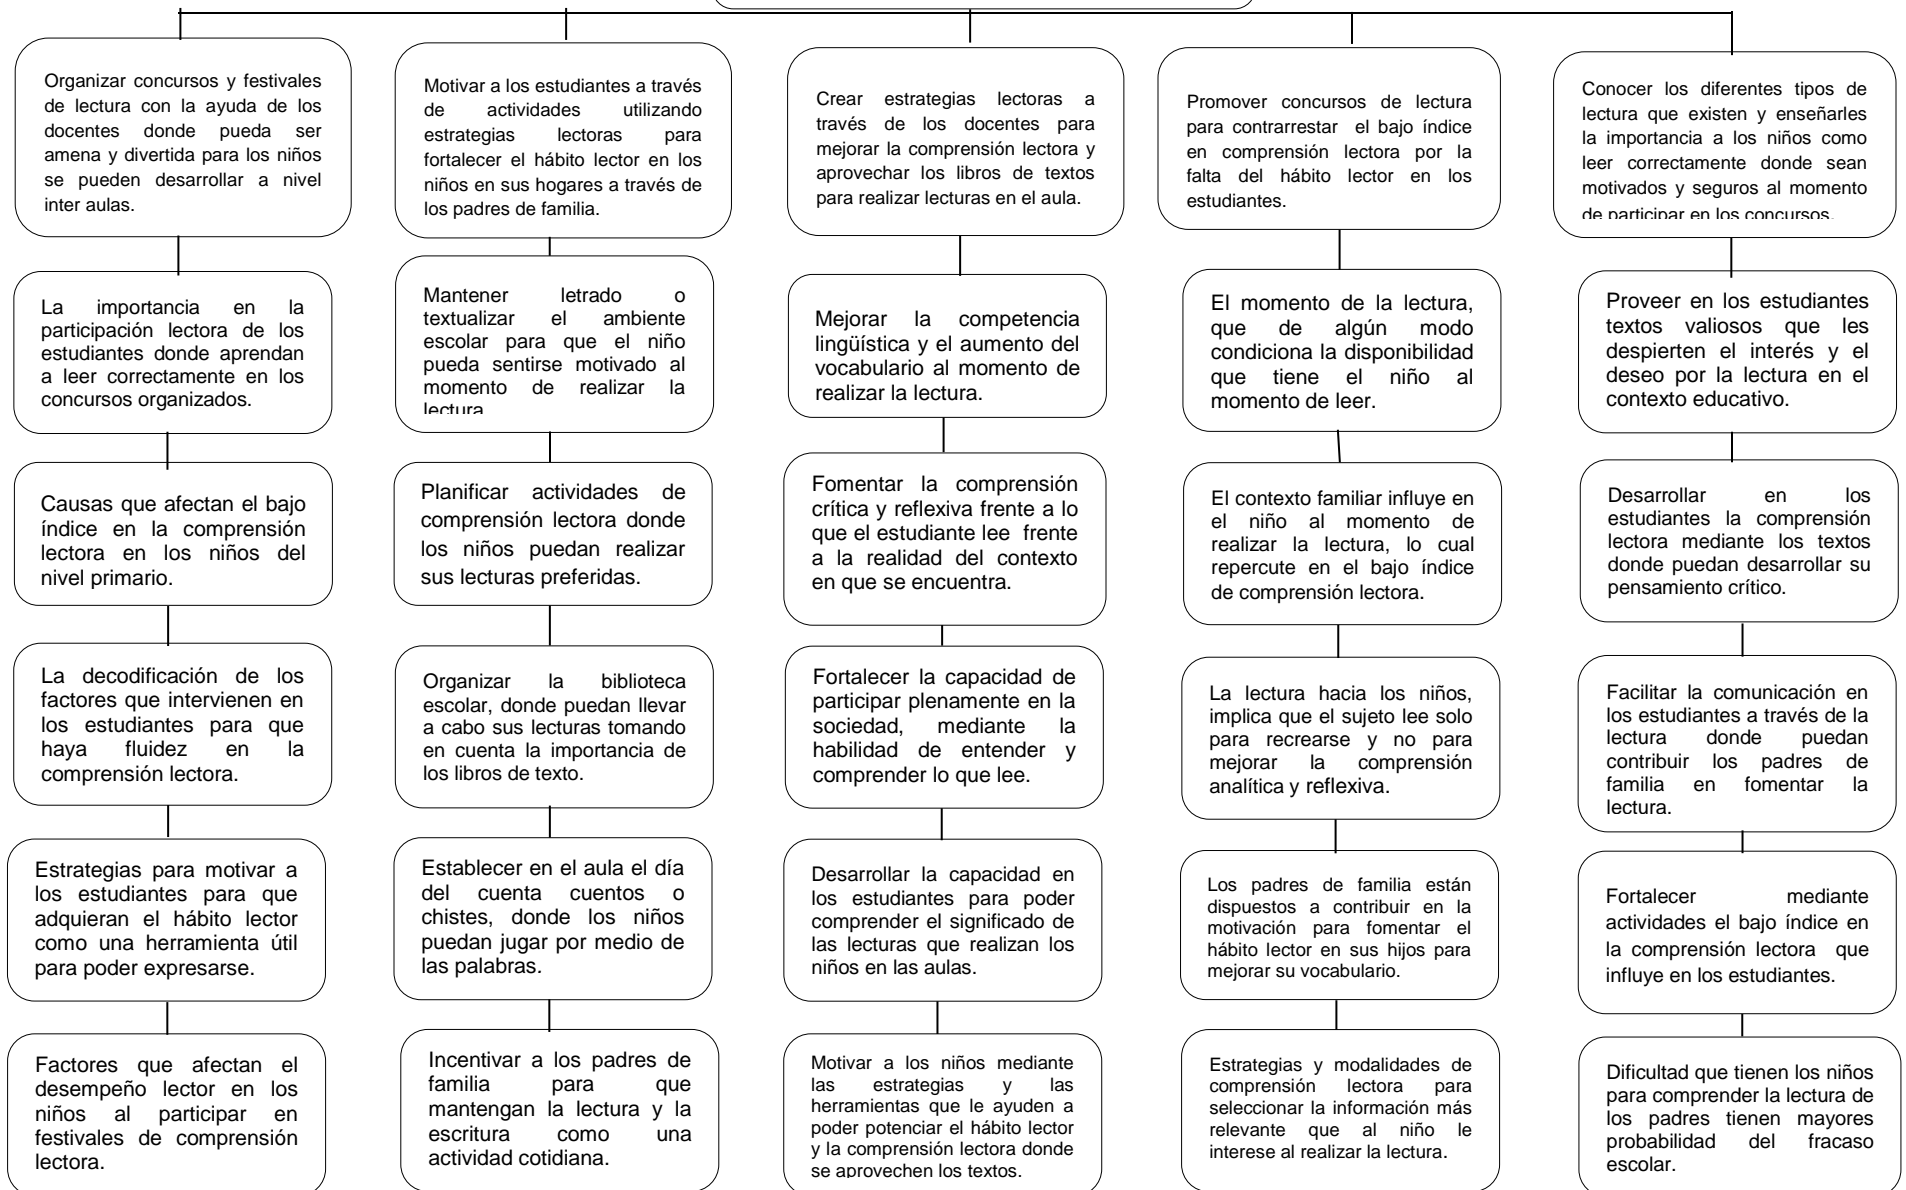 Organizar concursos y festivales
de lectura con la ayuda de los
docentes donde pueda ser
amena y divertida para los niños
se pueden desarrollar a nivel
inter aulas.
La importancia en la
participación lectora de los
estudiantes donde aprendan
a leer correctamente en los
concursos organizados.
Causas que afectan el bajo
índice en la comprensión
lectora en los niños del
nivel primario.
La decodificación de los
factores que intervienen en
los estudiantes para que
haya fluidez en la
comprensión lectora.
Estrategias para motivar a
los estudiantes para que
adquieran el hábito lector
como una herramienta útil
para poder expresarse.
Factores que afectan el
desempeño lector en los
niños al participar en
festivales de comprensión
lectora.
Motivar a los estudiantes a través
de actividades utilizando
estrategias lectoras para
fortalecer el hábito lector en los
niños en sus hogares a través de
los padres de familia.
Mantener letrado o
textualizar el ambiente
escolar para que el niño
pueda sentirse motivado al
momento de realizar la
lectura
Planificar actividades de
comprensión lectora donde
los niños puedan realizar
sus lecturas preferidas.
Organizar la biblioteca
escolar, donde puedan llevar
a cabo sus lecturas tomando
en cuenta la importancia de
los libros de texto.
Establecer en el aula el día
del cuenta cuentos o
chistes, donde los niños
puedan jugar por medio de
las palabras.
Incentivar a los padres de
familia para que
mantengan la lectura y la
escritura como una
actividad cotidiana.
Crear estrategias lectoras a
través de los docentes para
mejorar la comprensión lectora y
aprovechar los libros de textos
para realizar lecturas en el aula.
Mejorar la competencia
lingüística y el aumento del
vocabulario al momento de
realizar la lectura.
Fomentar la comprensión
crítica y reflexiva frente a lo
que el estudiante lee frente
a la realidad del contexto
en que se encuentra.
Fortalecer la capacidad de
participar plenamente en la
sociedad, mediante la
habilidad de entender y
comprender lo que lee.
Desarrollar la capacidad en
los estudiantes para poder
comprender el significado de
las lecturas que realizan los
niños en las aulas.
Motivar a los niños mediante
las estrategias y las
herramientas que le ayuden a
poder potenciar el hábito lector
y la comprensión lectora donde
se aprovechen los textos.
Promover concursos de lectura
para contrarrestar el bajo índice
en comprensión lectora por la
falta del hábito lector en los
estudiantes.
El momento de la lectura,
que de algún modo
condiciona la disponibilidad
que tiene el niño al
momento de leer.
El contexto familiar influye en
el niño al momento de
realizar la lectura, lo cual
repercute en el bajo índice
de comprensión lectora.
La lectura hacia los niños,
implica que el sujeto lee solo
para recrearse y no para
mejorar la comprensión
analítica y reflexiva.
Los padres de familia están
dispuestos a contribuir en la
motivación para fomentar el
hábito lector en sus hijos para
mejorar su vocabulario.
Estrategias y modalidades de
comprensión lectora para
seleccionar la información más
relevante que al niño le
interese al realizar la lectura.
Conocer los diferentes tipos de
lectura que existen y enseñarles
la importancia a los niños como
leer correctamente donde sean
motivados y seguros al momento
de participar en los concursos.
Proveer en los estudiantes
textos valiosos que les
despierten el interés y el
deseo por la lectura en el
contexto educativo.
Desarrollar en los
estudiantes la comprensión
lectora mediante los textos
donde puedan desarrollar su
pensamiento crítico.
Facilitar la comunicación en
los estudiantes a través de la
lectura donde puedan
contribuir los padres de
familia en fomentar la
lectura.
Fortalecer mediante
actividades el bajo índice en
la comprensión lectora que
influye en los estudiantes.
Dificultad que tienen los niños
para comprender la lectura de
los padres tienen mayores
probabilidad del fracaso
escolar.